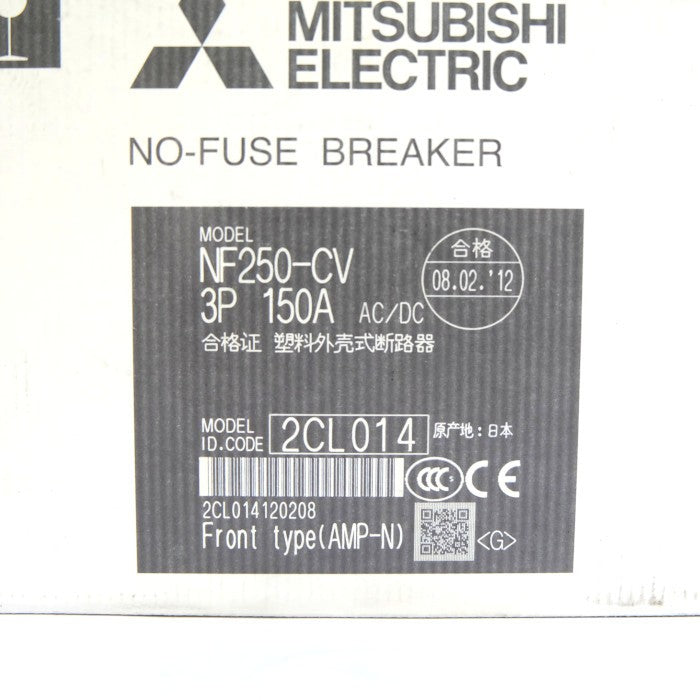 MITSUBISHI
ELECTRIC
NO-FUSE BREAKER
MODEL
NF250-CV
3P 150A AC/DC
合格
08.02.'12
合格证 塑料外壳式断路器
MODEL
ID.CODE 2CL014 原产地:日本
CCC S CE
2CL014120208
Front type(AMP-N) <G>